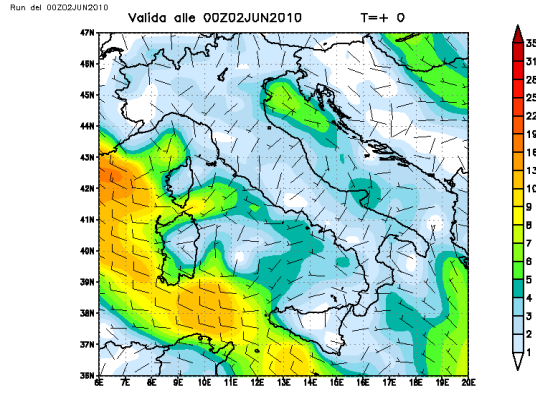 Run del 00Z02JUN2010
Valida alle 00Z02JUN2010 T=+ 0
47N
46N
45N
44N
43N
42N
41N
40N
39N
38N
37N
36N
6E 7E 8E 9E 10E 11E 12E 13E 14E 15E 16E 17E 18E 19E 20E
35
31
28
25
22
19
16
13
10
9
8
7
6
5
4
3
2
1